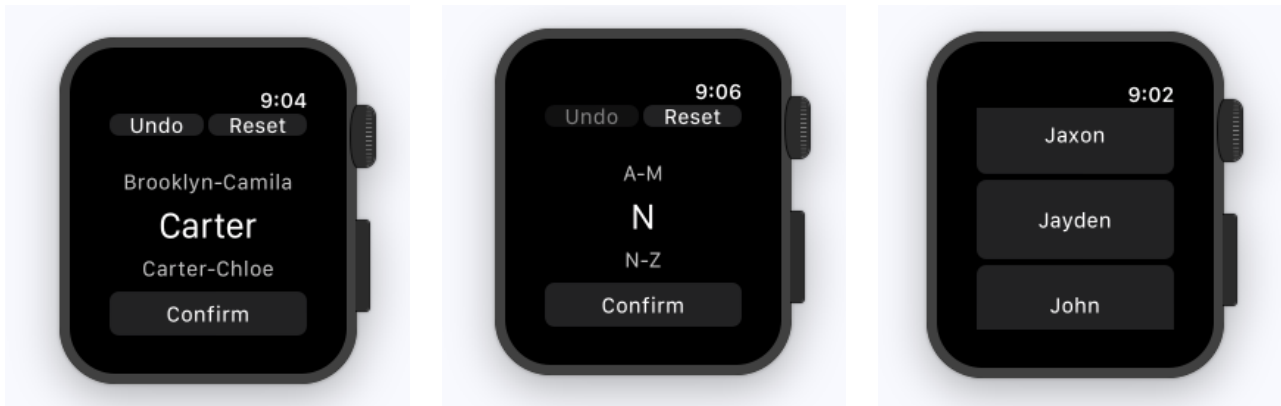 9:04
Undo Reset
Brooklyn-Camila
Carter
Carter-Chloe
Confirm
9:06
Undo Reset
A-M
N
N-Z
Confirm
9:02
Jaxon
Jayden
John